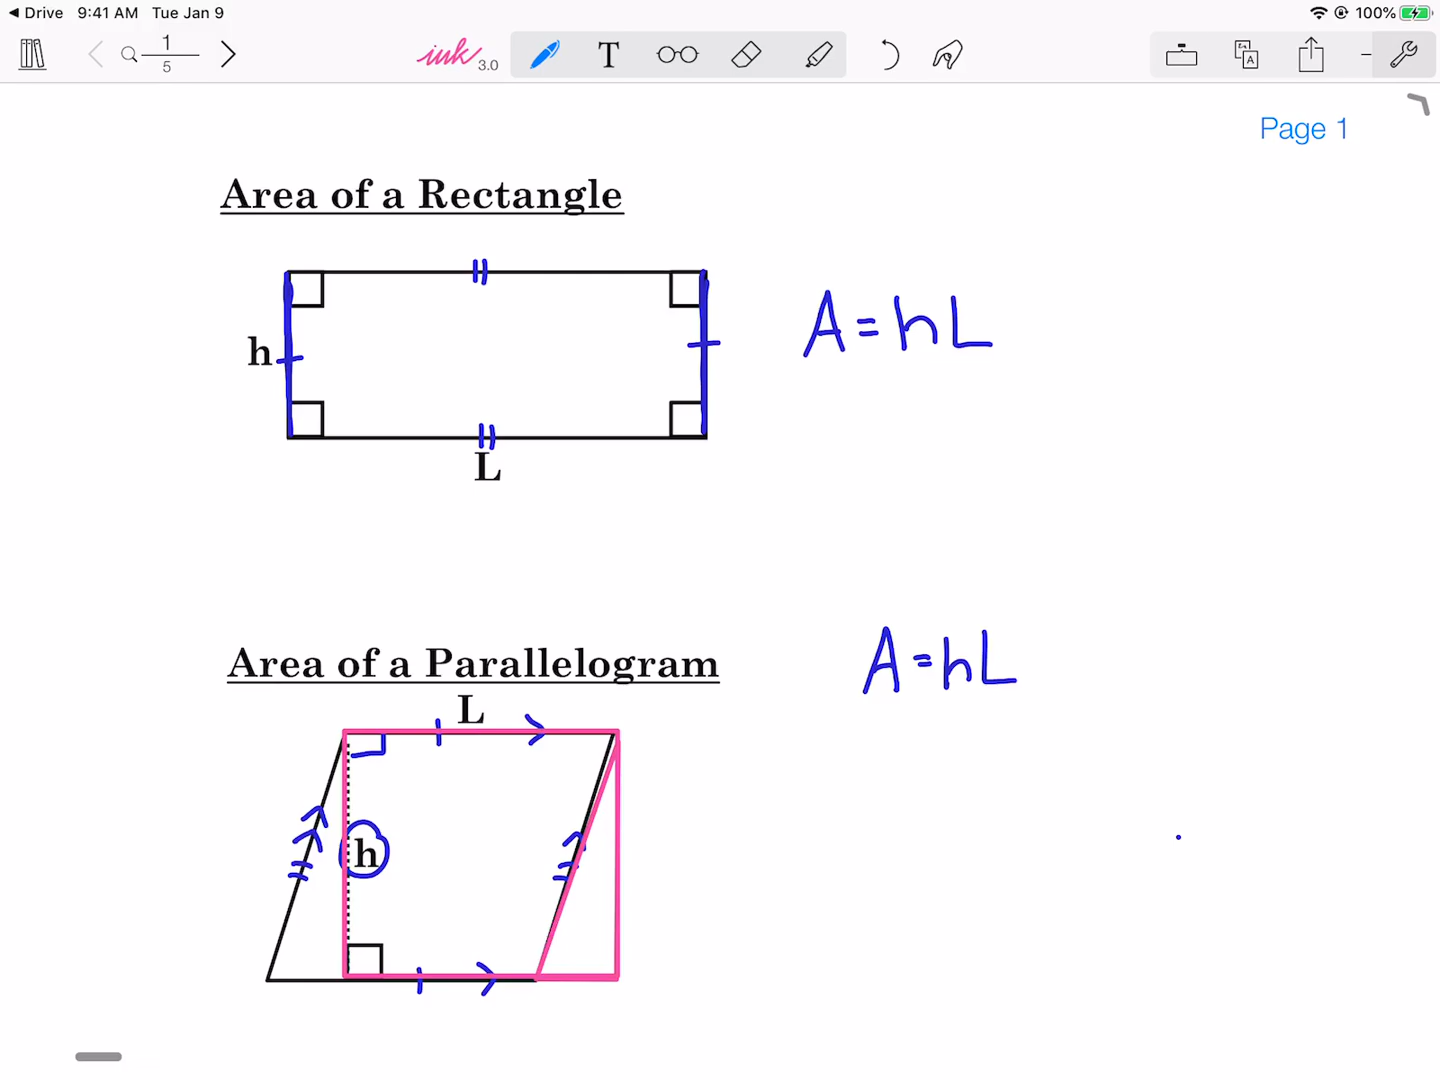 Drive 9:41 AM Tue Jan 9 100%
1
5
ink 3.0 T A
Page 1
Area of a Rectangle
h
A = hL
L
Area of a Parallelogram
A = hL
L
h